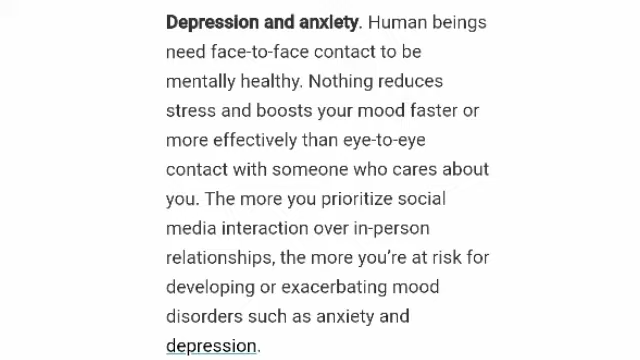 Depression and anxiety. Human beings
need face-to-face contact to be
mentally healthy. Nothing reduces
stress and boosts your mood faster or
more effectively than eye-to-eye
contact with someone who cares about
you. The more you prioritize social
media interaction over in-person
relationships, the more you’re at risk for
developing or exacerbating mood
disorders such as anxiety and
depression.